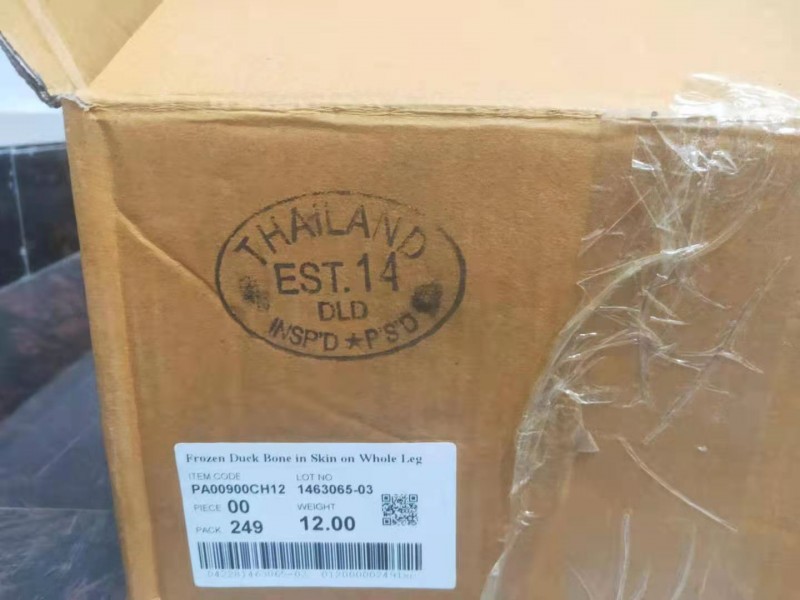 THAILAND
EST.14
DLD
INSP'D ★ P'S'D
Frozen Duck Bone in Skin on Whole Leg
ITEM CODE LOT NO
PA00900CH12 1463065-03
PIECE 00 WEIGHT
PACK 249 12.00